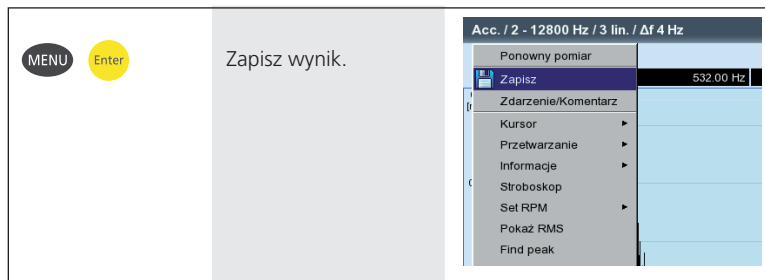 MENU
Enter
Zapisz wynik.
Acc. / 2 - 12800 Hz / 3 lin. / Δf 4 Hz
Ponowny pomiar
Zapisz
532.00 Hz
Zdarzenie/Komentarz
Kursor
Przetwarzanie
Informacje
Stroboskop
Set RPM
Pokaż RMS
Find peak